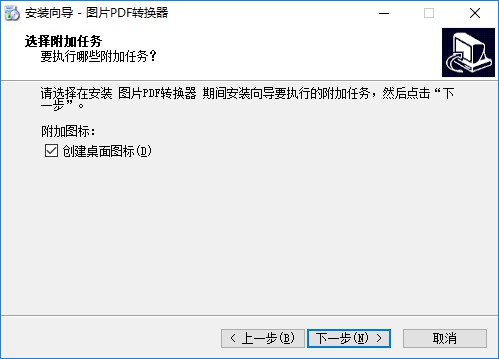 安装向导 - 图片PDF转换器
选择附加任务
要执行哪些附加任务？
请选择在安装 图片PDF转换器 期间安装向导要执行的附加任务，然后点击“下
一步”。
附加图标：
创建桌面图标(D)
< 上一步(B)
下一步(N) >
取消